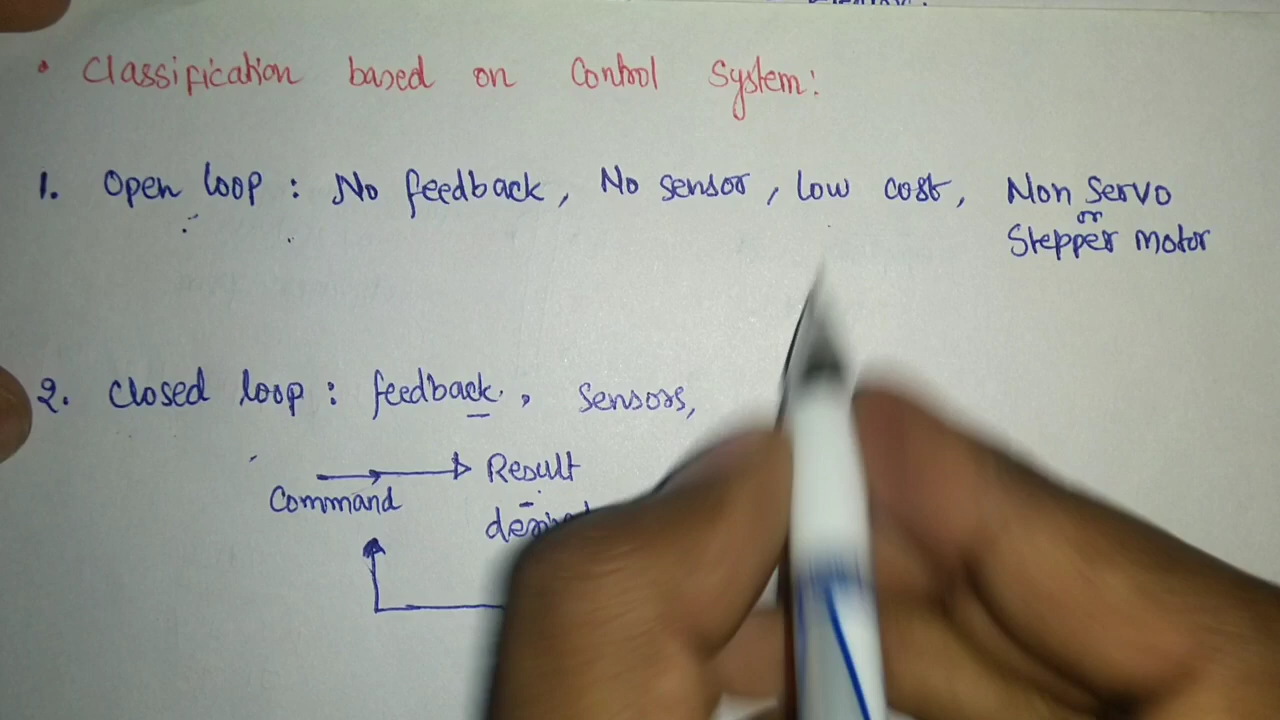 • Classification based on Control System:
1. Open loop : No feedback, No sensor, low cost, Non Servo
or
Stepper motor
2. Closed loop : feedback, Sensors,
Result
Command